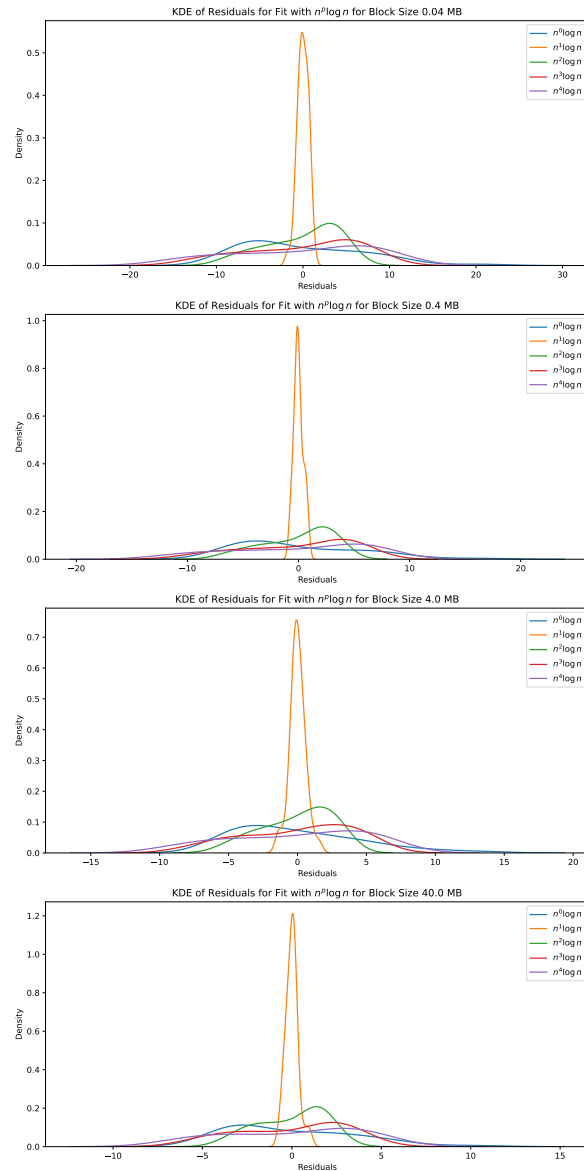 KDE of Residuals for Fit with n^p log n for Block Size 0.04 MB
n^0 log n
n^1 log n
n^2 log n
n^3 log n
n^4 log n
0.5
0.4
0.3
0.2
0.1
0.0
Density
−20 −10 0 10 20 30
Residuals
KDE of Residuals for Fit with n^p log n for Block Size 0.4 MB
n^0 log n
n^1 log n
n^2 log n
n^3 log n
n^4 log n
1.0
0.8
0.6
0.4
0.2
0.0
Density
−20 −10 0 10 20
Residuals
KDE of Residuals for Fit with n^p log n for Block Size 4.0 MB
n^0 log n
n^1 log n
n^2 log n
n^3 log n
n^4 log n
0.7
0.6
0.5
0.4
0.3
0.2
0.1
0.0
Density
−15 −10 −5 0 5 10 15 20
Residuals
KDE of Residuals for Fit with n^p log n for Block Size 40.0 MB
n^0 log n
n^1 log n
n^2 log n
n^3 log n
n^4 log n
1.2
1.0
0.8
0.6
0.4
0.2
0.0
Density
−10 −5 0 5 10 15
Residuals